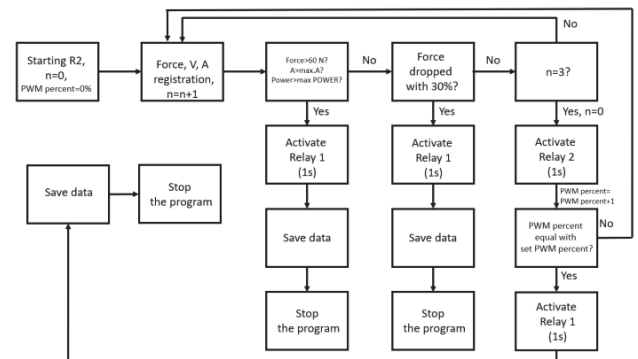 No
Starting R2,
n=0,
PWM percent=0%
Force, V, A
registration,
n=n+1
Force>60 N?
A>max.A?
Power>max POWER?
No
Force
dropped
with 30%?
No
n=3?
Yes
Yes
Yes, n=0
Activate
Relay 1
(1s)
Activate
Relay 1
(1s)
Activate
Relay 2
(1s)
Save data
Stop
the program
PWM percent=
PWM percent+1
Save data
Save data
PWM percent
equal with
set PWM percent?
No
Yes
Stop
the program
Stop
the program
Activate
Relay 1
(1s)